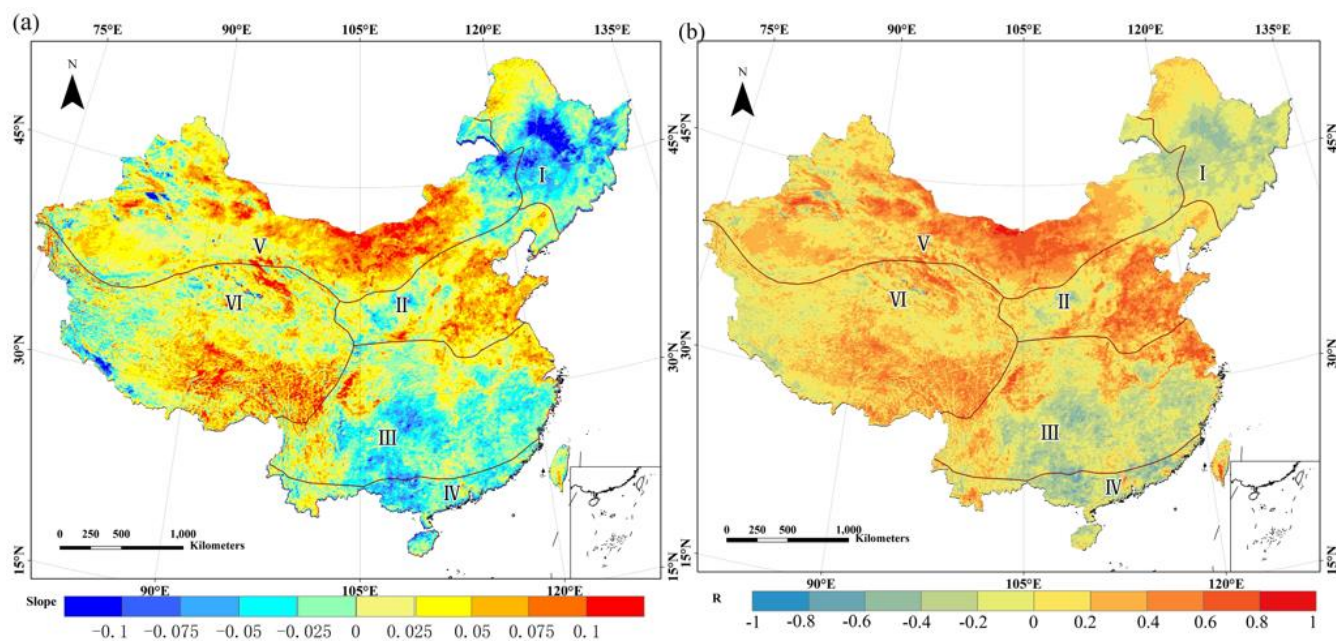 (a)
75°E 90°E 105°E 120°E 135°E
N
45°N 45°N
30°N 30°N
15°N 15°N
I
V
VI
II
III
IV
0 250 500 1,000
Kilometers
90°E 105°E 120°E
Slope
-0.1 -0.075 -0.05 -0.025 0 0.025 0.05 0.075 0.1
(b)
75°E 90°E 105°E 120°E 135°E
N
45°N 45°N
30°N 30°N
15°N 15°N
I
V
VI
II
III
IV
0 250 500 1,000
Kilometers
90°E 105°E 120°E
R
-1 -0.8 -0.6 -0.4 -0.2 0 0.2 0.4 0.6 0.8 1